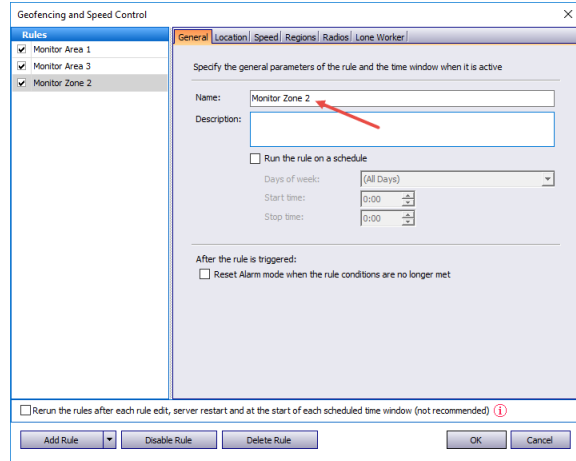 Geofencing and Speed Control
Rules
Monitor Area 1
Monitor Area 3
Monitor Zone 2
General Location Speed Regions Radios Lone Worker
Specify the general parameters of the rule and the time window when it is active
Name: Monitor Zone 2
Description:
Run the rule on a schedule
Days of week: (All Days)
Start time: 0:00
Stop time: 0:00
After the rule is triggered:
Reset Alarm mode when the rule conditions are no longer met
Rerun the rules after each rule edit, server restart and at the start of each scheduled time window (not recommended) i
Add Rule Disable Rule Delete Rule OK Cancel